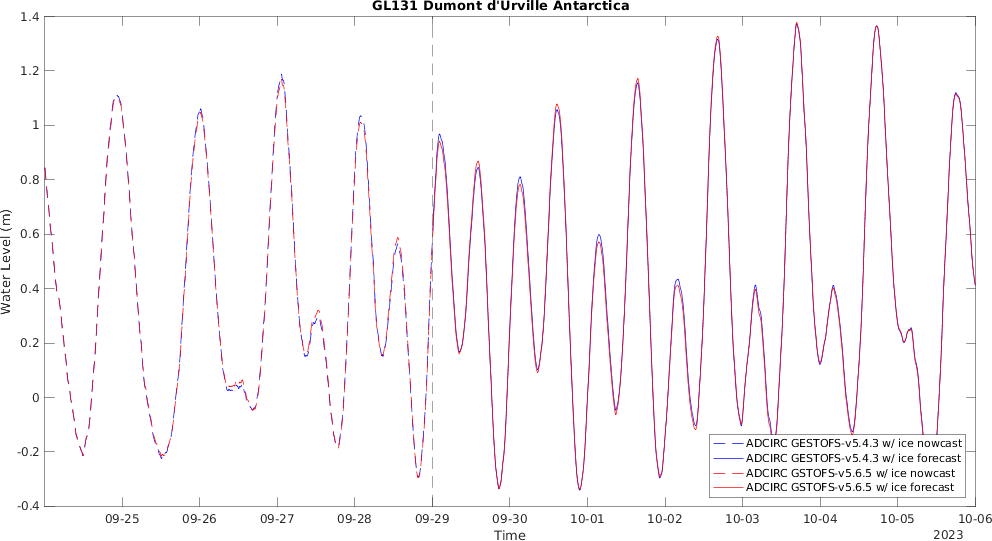 GL131 Dumont d'Urville Antarctica
1.4
1.2
1
0.8
0.6
0.4
0.2
0
-0.2
-0.4
Water Level (m)
09-25 09-26 09-27 09-28 09-29 09-30 10-01 10-02 10-03 10-04 10-05 10-06
Time
2023
ADCIRC GESTOFS-v5.4.3 w/ ice nowcast
ADCIRC GESTOFS-v5.4.3 w/ ice forecast
ADCIRC GSTOFS-v5.6.5 w/ ice nowcast
ADCIRC GSTOFS-v5.6.5 w/ ice forecast